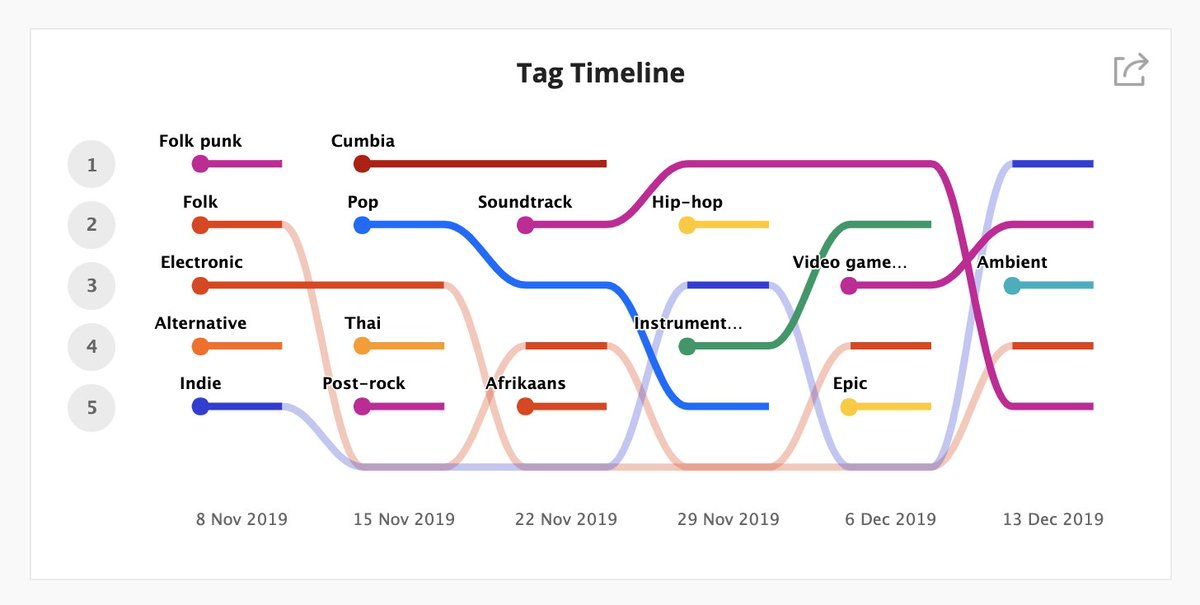 Tag Timeline
Folk punk
Cumbia
1
Folk
Pop
Soundtrack
Hip-hop
2
Electronic
Video game...
Ambient
3
Alternative
Thai
Instrument...
4
Indie
Post-rock
Afrikaans
Epic
5
8 Nov 2019
15 Nov 2019
22 Nov 2019
29 Nov 2019
6 Dec 2019
13 Dec 2019